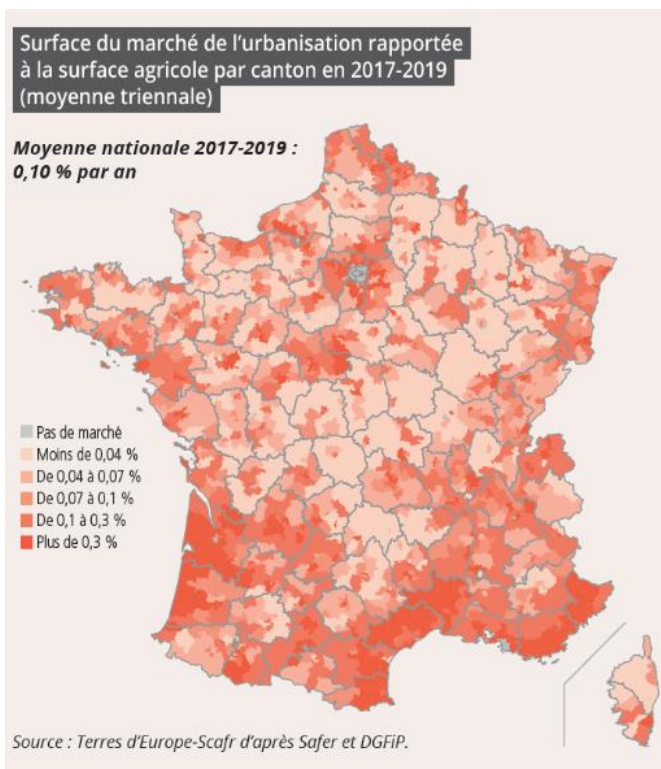 Surface du marché de l’urbanisation rapportée
à la surface agricole par canton en 2017-2019
(moyenne triennale)
Moyenne nationale 2017-2019 :
0,10 % par an
Pas de marché
Moins de 0,04 %
De 0,04 à 0,07 %
De 0,07 à 0,1 %
De 0,1 à 0,3 %
Plus de 0,3 %
Source : Terres d’Europe-Scafr d’après Safer et DGFiP.